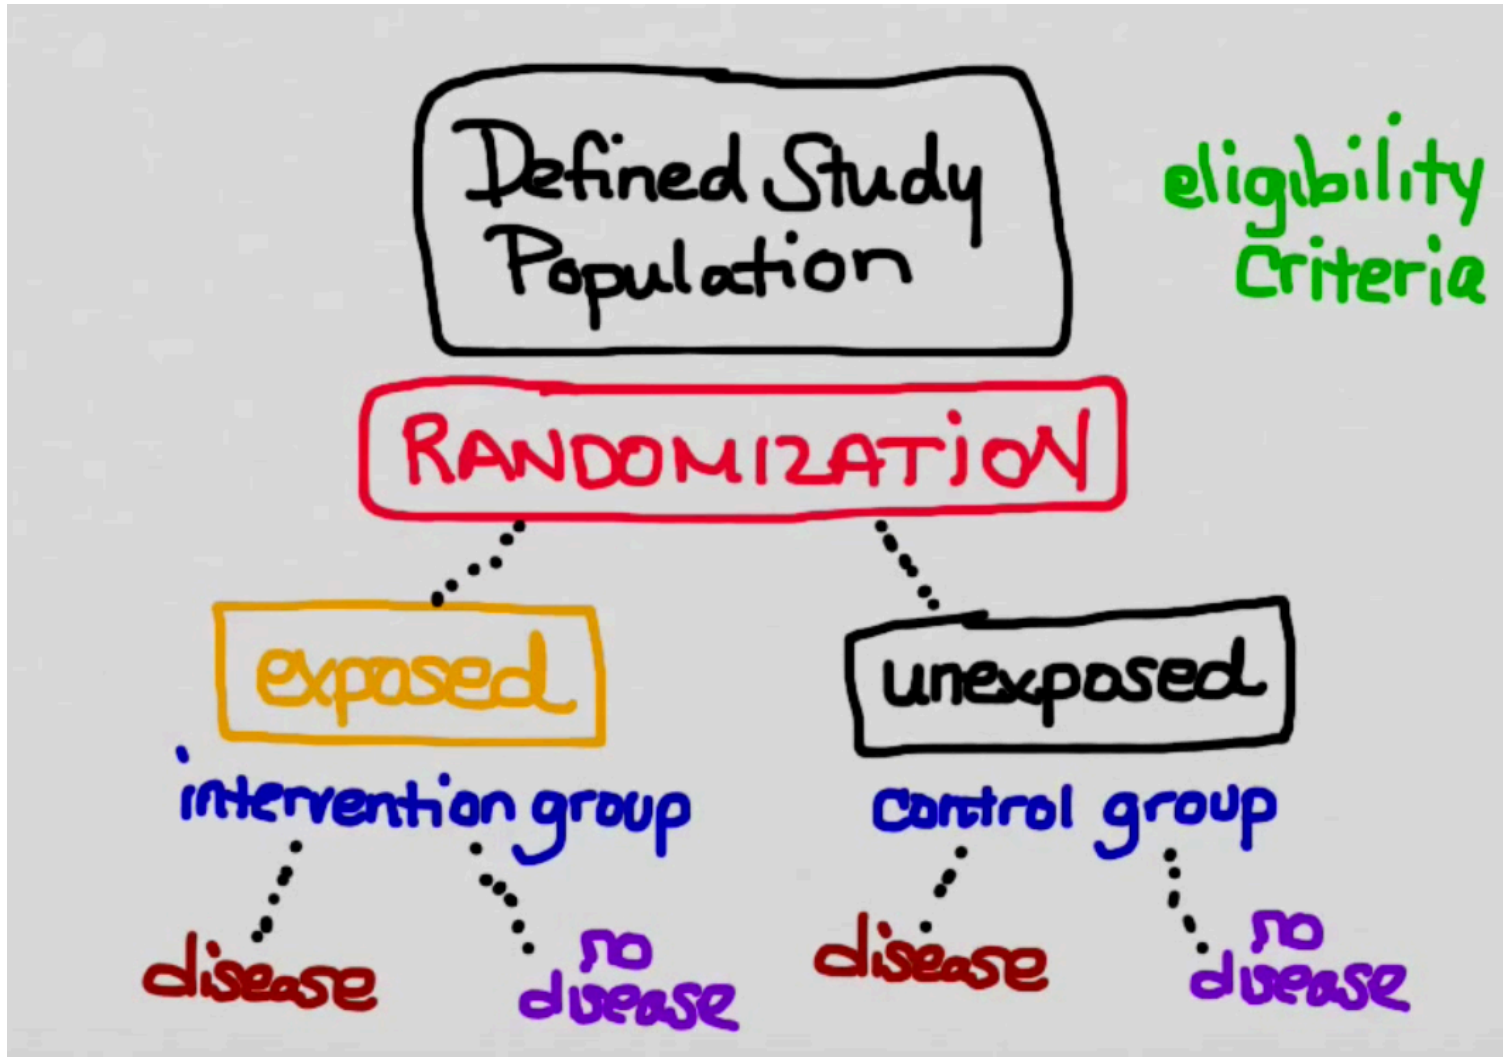 Defined Study
Population
eligibility
criteria
RANDOMIZATiON
exposed
unexposed
intervention group
control group
disease
no
disease
disease
no
disease